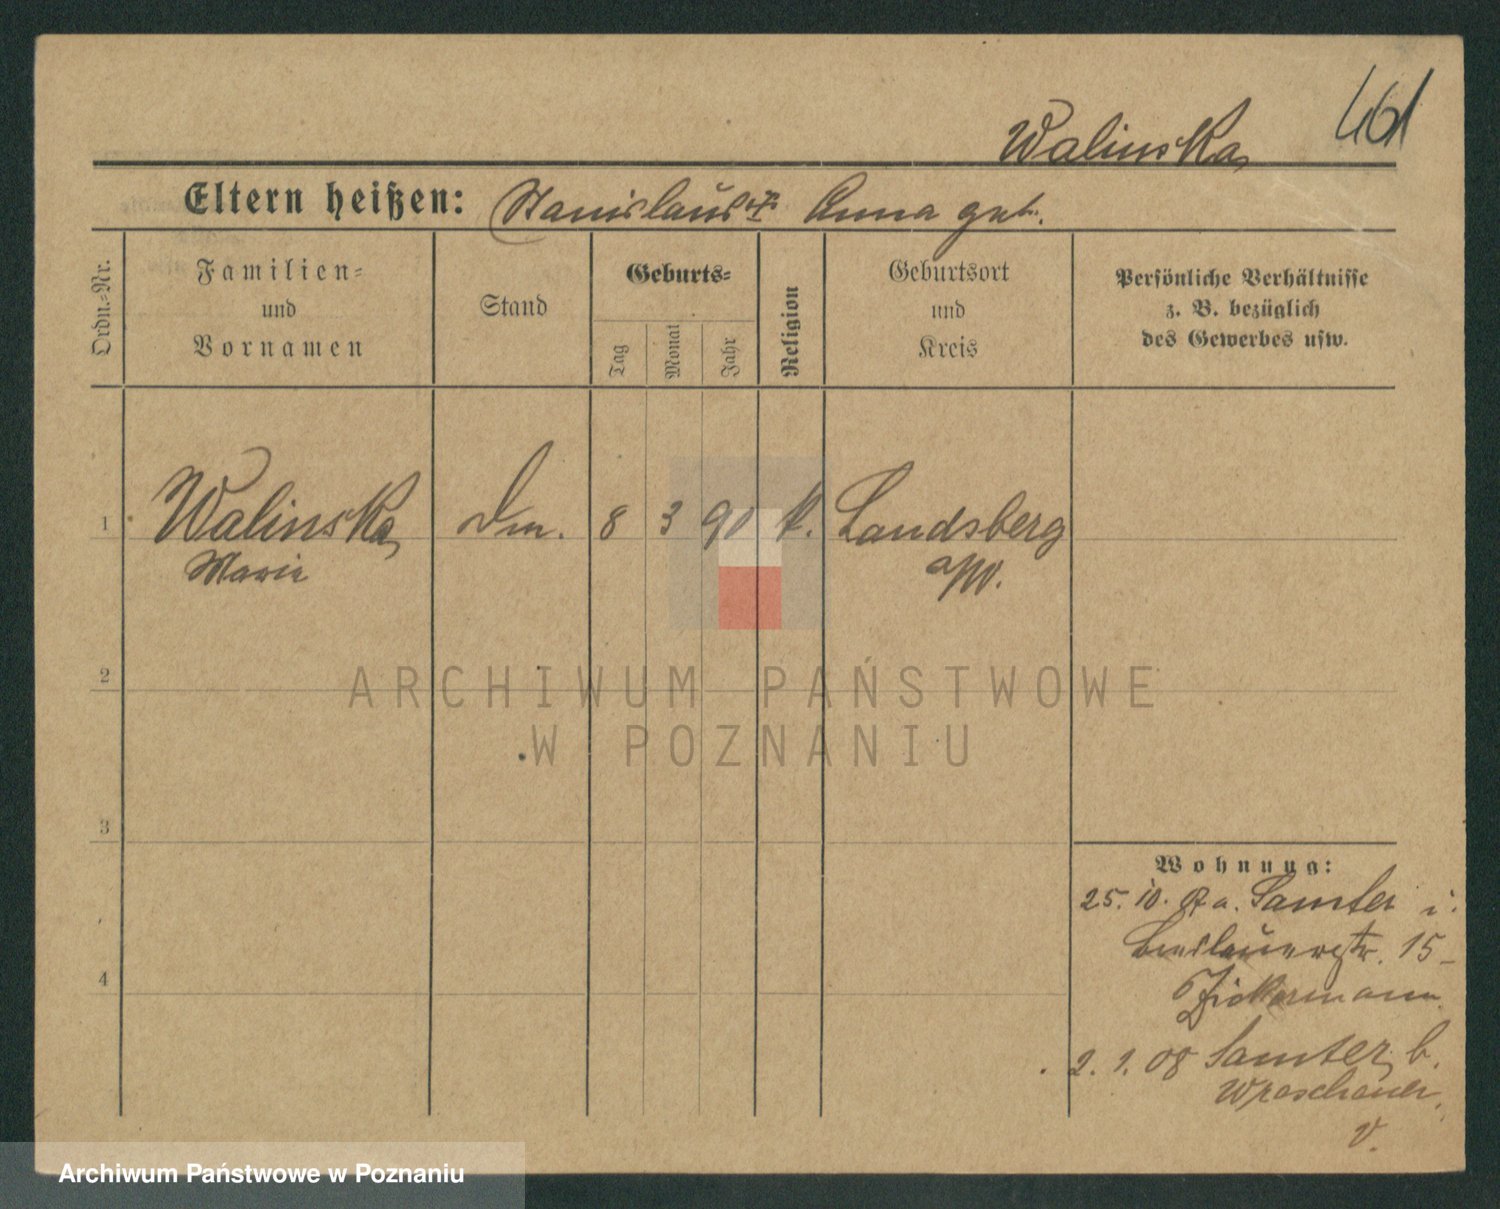 461
Walinska
Eltern heißen: Stanislaus u. Anna geb.
Ordn.-Nr.
Familien-
und
Vornamen
Stand
Geburts-
Tag
Monat
Jahr
Religion
Geburtsort
und
Kreis
Persönliche Verhältnisse
z. B. bezüglich
des Gewerbes usw.
1 Walinska, 8 3 90 k. Landsberg
Marie a/W.
2
3
4
ARCHIWUM PAŃSTWOWE
W POZNANIU
Wohnung:
25. 10. Samter i.
Breslauerstr. 15
Zickermann
2. 1. 08 Samter, b.
V.
Archiwum Państwowe w Poznaniu